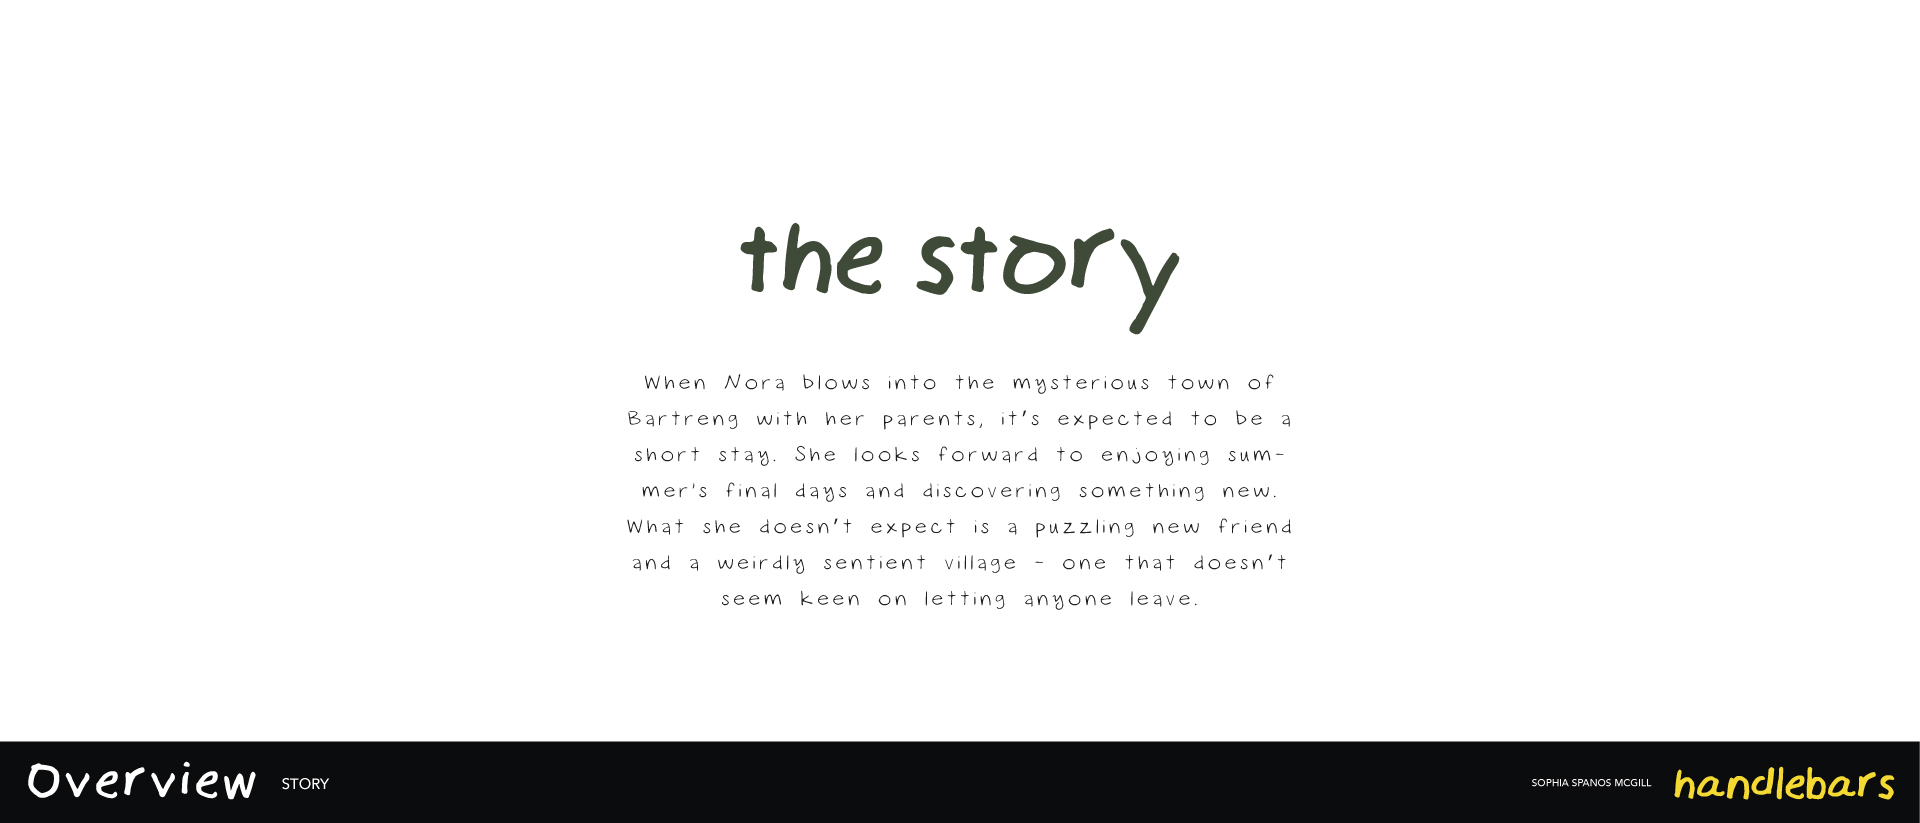 the story
When Nora blows into the mysterious town of
Bartreng with her parents, it's expected to be a
short stay. She looks forward to enjoying sum-
mer's final days and discovering something new.
What she doesn't expect is a puzzling new friend
and a weirdly sentient village - one that doesn't
seem keen on letting anyone leave.
Overview STORY
SOPHIA SPANOS MCGILL handlebars